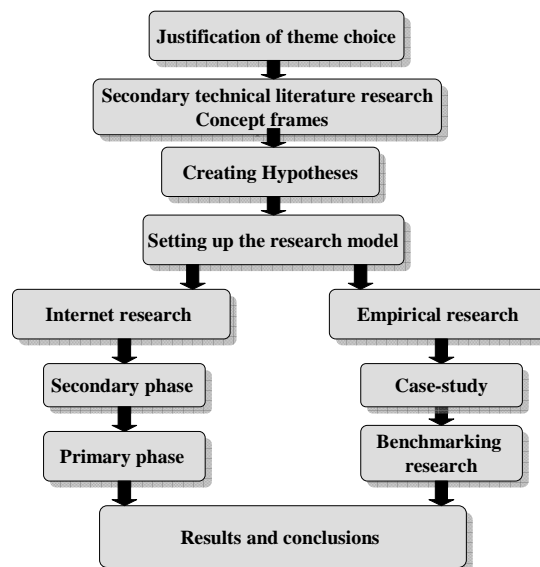 Justification of theme choice
Secondary technical literature research
Concept frames
Creating Hypotheses
Setting up the research model
Internet research
Empirical research
Secondary phase
Case-study
Primary phase
Benchmarking
research
Results and conclusions